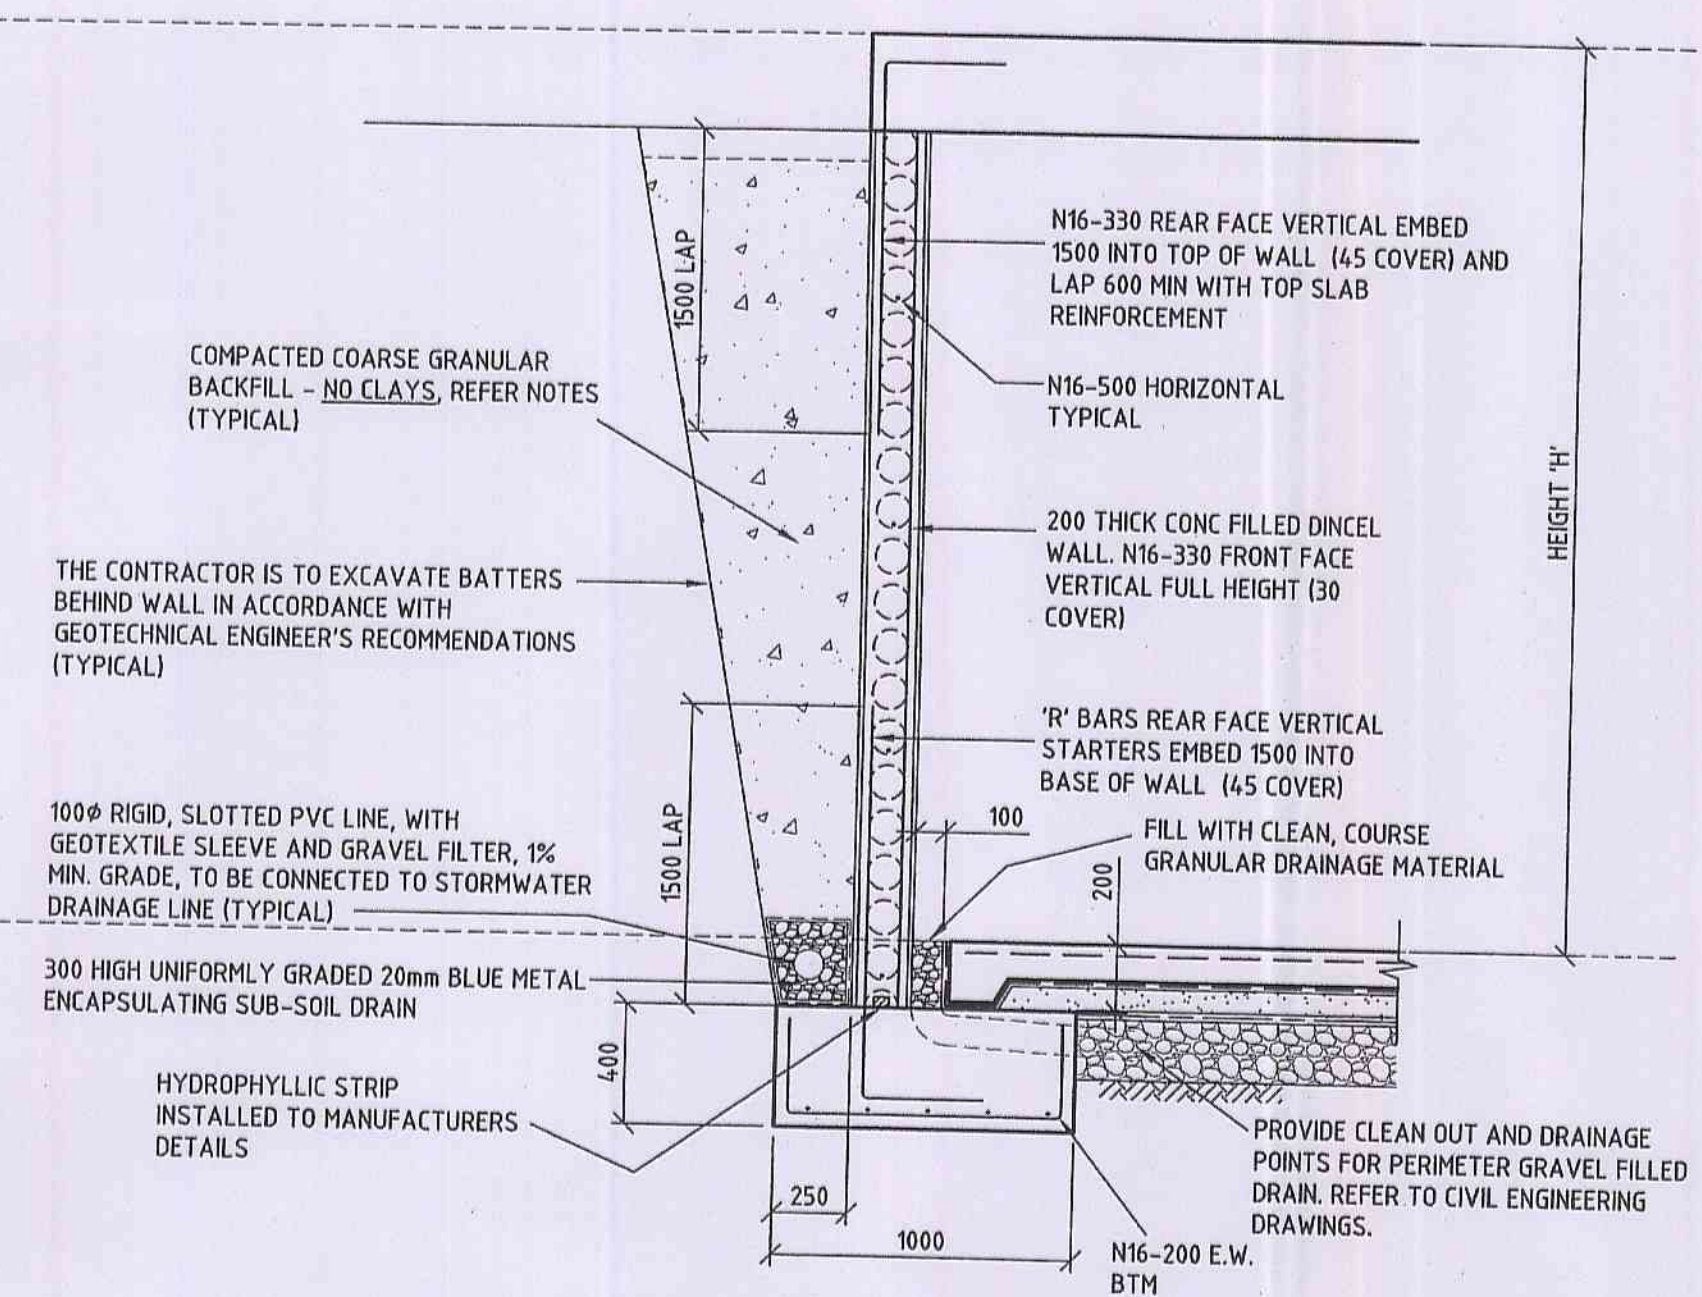 N16-330 REAR FACE VERTICAL EMBED
1500 INTO TOP OF WALL (45 COVER) AND
LAP 600 MIN WITH TOP SLAB
REINFORCEMENT
1500 LAP
COMPACTED COARSE GRANULAR
BACKFILL - NO CLAYS, REFER NOTES
(TYPICAL)
N16-500 HORIZONTAL
TYPICAL
HEIGHT 'H'
200 THICK CONC FILLED DINCEL
WALL. N16-330 FRONT FACE
VERTICAL FULL HEIGHT (30
COVER)
THE CONTRACTOR IS TO EXCAVATE BATTERS
BEHIND WALL IN ACCORDANCE WITH
GEOTECHNICAL ENGINEER'S RECOMMENDATIONS
(TYPICAL)
'R' BARS REAR FACE VERTICAL
STARTERS EMBED 1500 INTO
BASE OF WALL (45 COVER)
100Ø RIGID, SLOTTED PVC LINE, WITH
GEOTEXTILE SLEEVE AND GRAVEL FILTER, 1%
MIN. GRADE, TO BE CONNECTED TO STORMWATER
DRAINAGE LINE (TYPICAL)
1500 LAP
100
FILL WITH CLEAN, COURSE
GRANULAR DRAINAGE MATERIAL
200
300 HIGH UNIFORMLY GRADED 20mm BLUE METAL
ENCAPSULATING SUB-SOIL DRAIN
400
HYDROPHYLLIC STRIP
INSTALLED TO MANUFACTURERS
DETAILS
PROVIDE CLEAN OUT AND DRAINAGE
POINTS FOR PERIMETER GRAVEL FILLED
DRAIN. REFER TO CIVIL ENGINEERING
DRAWINGS.
250
1000
N16-200 E.W.
BTM